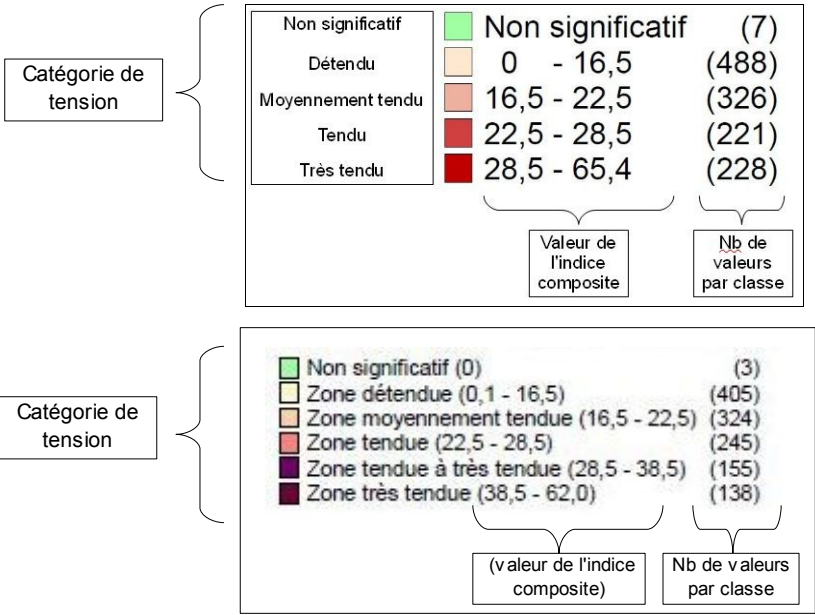 Catégorie de
tension
Non significatif Non significatif (7)
Détendu 0 - 16,5 (488)
Moyennement tendu 16,5 - 22,5 (326)
Tendu 22,5 - 28,5 (221)
Très tendu 28,5 - 65,4 (228)
Valeur de
l'indice
composite
Nb de
valeurs
par classe
Catégorie de
tension
Non significatif (0) (3)
Zone détendue (0,1 - 16,5) (405)
Zone moyennement tendue (16,5 - 22,5) (324)
Zone tendue (22,5 - 28,5) (245)
Zone tendue à très tendue (28,5 - 38,5) (155)
Zone très tendue (38,5 - 62,0) (138)
(valeur de l'indice
composite)
Nb de valeurs
par classe